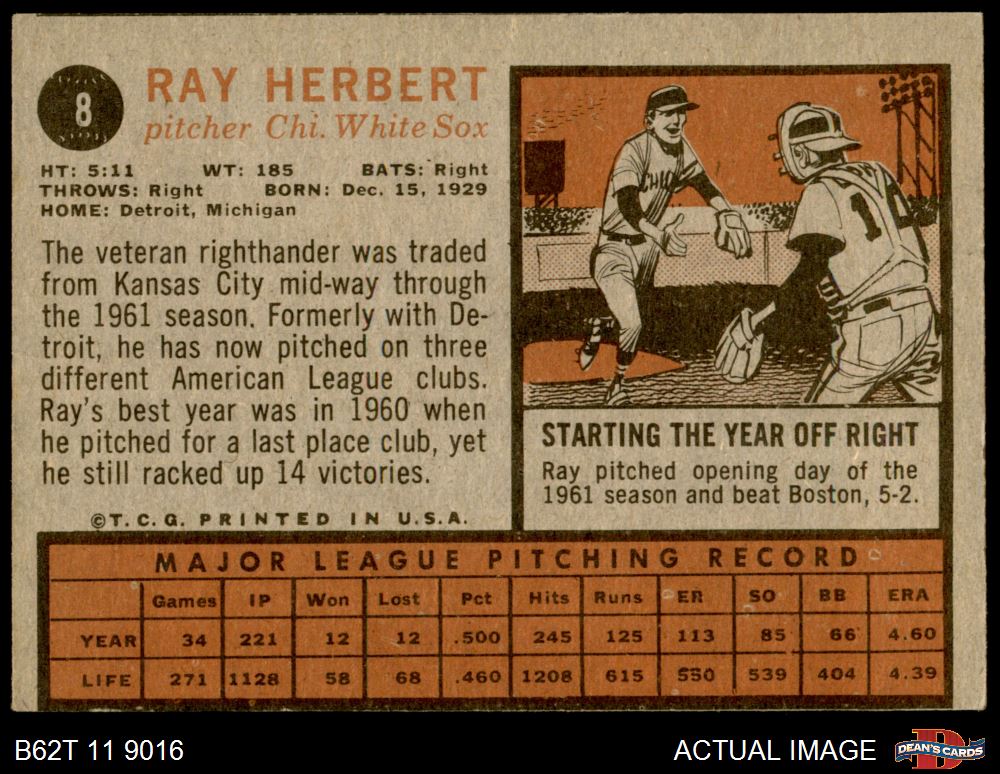 8
RAY HERBERT
pitcher Chi. White Sox
HT: 5:11 WT: 185 BATS: Right
THROWS: Right BORN: Dec. 15, 1929
HOME: Detroit, Michigan
The veteran righthander was traded
from Kansas City mid-way through
the 1961 season. Formerly with De-
troit, he has now pitched on three
different American League clubs.
Ray's best year was in 1960 when
he pitched for a last place club, yet
he still racked up 14 victories.
©T.C.G. PRINTED IN U.S.A.
CHIC
14
STARTING THE YEAR OFF RIGHT
Ray pitched opening day of the
1961 season and beat Boston, 5-2.
MAJOR LEAGUE PITCHING RECORD
Games IP Won Lost Pct Hits Runs ER SO BB ERA
YEAR 34 221 12 12 .500 245 125 113 85 66 4.60
LIFE 271 1128 58 68 .460 1208 615 550 539 404 4.39
B62T 11 9016
ACTUAL IMAGE
D
DEAN'S CARDS